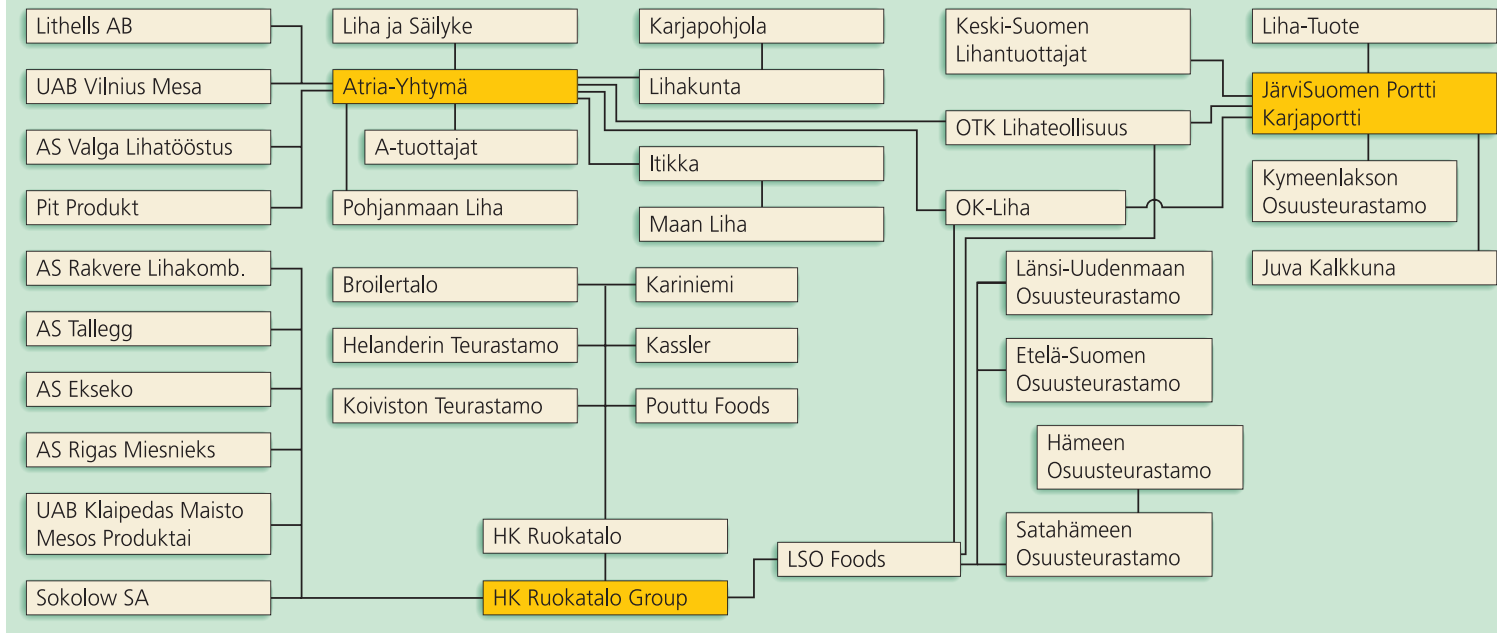 Lithells AB
UAB Vilnius Mesa
AS Valga Lihatööstus
Pit Produkt
AS Rakvere Lihakomb.
AS Tallegg
AS Ekseko
AS Rigas Miesnieks
UAB Klaipedas Maisto
Mesos Produktai
Sokolow SA
Liha ja Säilyke
Atria-Yhtymä
A-tuottajat
Pohjanmaan Liha
Broilertalo
Helanderin Teurastamo
Koiviston Teurastamo
HK Ruokatalo
HK Ruokatalo Group
Karjapohjola
Lihakunta
Itikka
Maan Liha
Kariniemi
Kassler
Pouttu Foods
LSO Foods
Keski-Suomen
Lihantuottajat
OTK Lihateollisuus
OK-Liha
Länsi-Uudenmaan
Osuusteurastamo
Etelä-Suomen
Osuusteurastamo
Hämeen
Osuusteurastamo
Satahämeen
Osuusteurastamo
Liha-Tuote
JärviSuomen Portti
Karjaportti
Kymeenlakson
Osuusteurastamo
Juva Kalkkuna